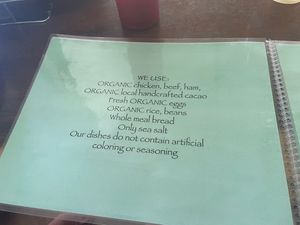 WE USE:
ORGANIC chicken, beef, ham,
ORGANIC local handcrafted cacao
Fresh ORGANIC eggs
ORGANIC rice, beans
Whole meal bread
Only sea salt
Our dishes do not contain artificial
coloring or seasoning